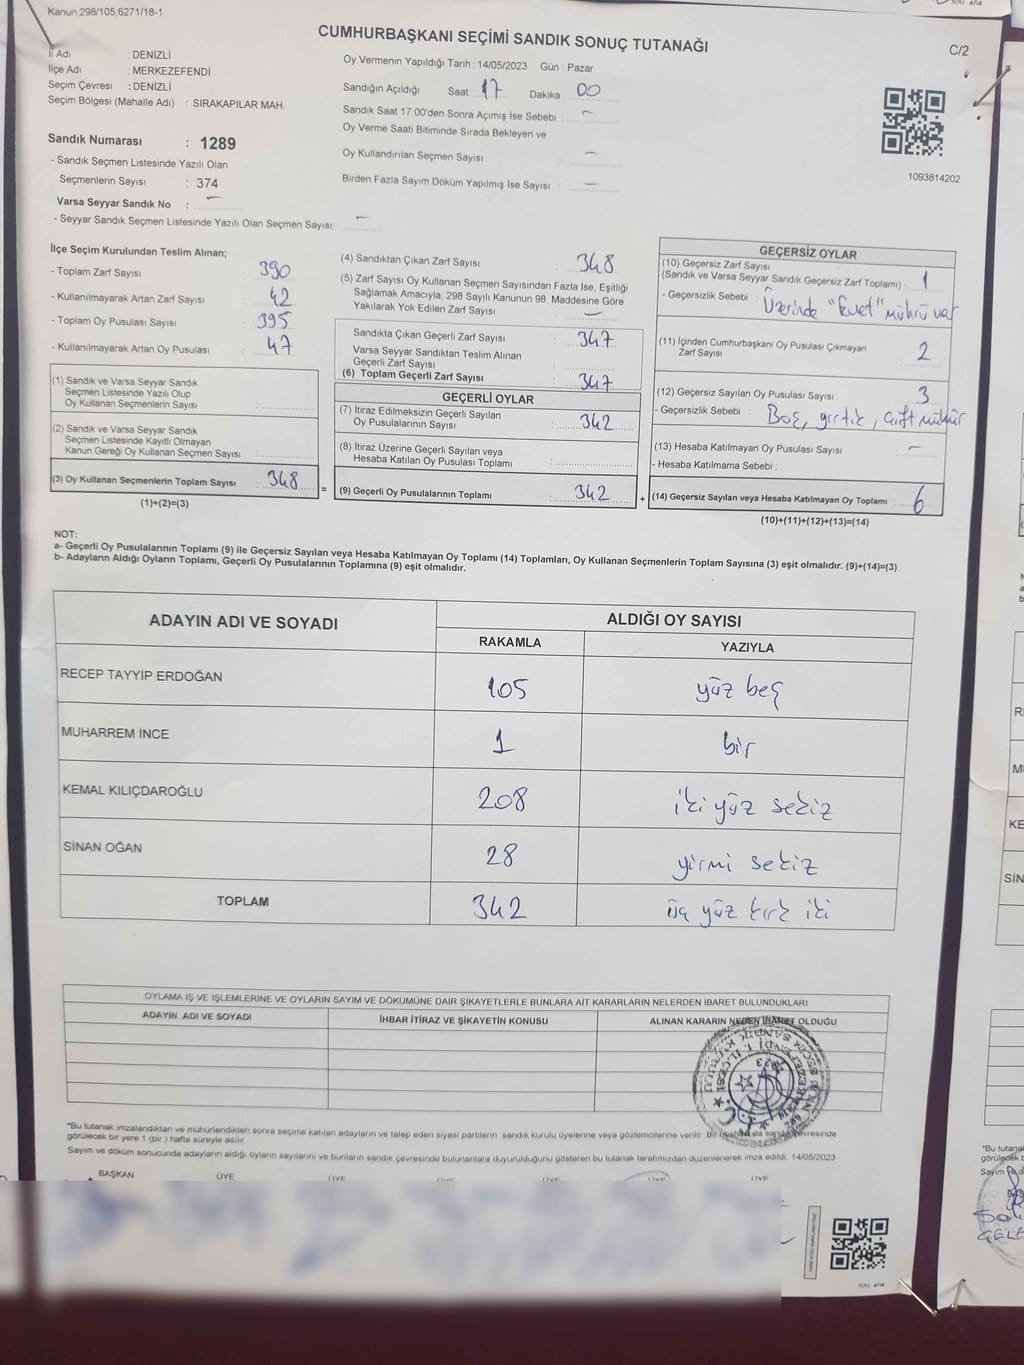 Kanun:298/105,6271/18-1
CUMHURBAŞKANI SEÇİMİ SANDIK SONUÇ TUTANAĞI
C/2
İl Adı : DENİZLİ
İlçe Adı : MERKEZEFENDİ
Seçim Çevresi : DENİZLİ
Seçim Bölgesi (Mahalle Adı) : SIRAKAPILAR MAH.
Sandık Numarası : 1289
- Sandık Seçmen Listesinde Yazılı Olan
Seçmenlerin Sayısı : 374
Varsa Seyyar Sandık No : -
- Seyyar Sandık Seçmen Listesinde Yazılı Olan Seçmen Sayısı : -
Oy Vermenin Yapıldığı Tarih : 14/05/2023 Gün : Pazar
Sandığın Açıldığı Saat 17 Dakika 00
Sandık Saat 17:00'den Sonra Açımış İse Sebebi : -
Oy Verme Saati Bitiminde Sırada Bekleyen ve
Oy Kullandırılan Seçmen Sayısı : -
Birden Fazla Sayım Döküm Yapılmış İse Sayısı : -
1093814202
İlçe Seçim Kurulundan Teslim Alınan;
- Toplam Zarf Sayısı : 390
- Kullanılmayarak Artan Zarf Sayısı : 42
- Toplam Oy Pusulası Sayısı : 395
- Kullanılmayarak Artan Oy Pusulası : 47
(1) Sandık ve Varsa Seyyar Sandık
Seçmen Listesinde Yazılı Olup
Oy Kullanan Seçmenlerin Sayısı :
(2) Sandık ve Varsa Seyyar Sandık
Seçmen Listesinde Kayıtlı Olmayan
Kanun Gereği Oy Kullanan Seçmen Sayısı :
(3) Oy Kullanan Seçmenlerin Toplam Sayısı : 348 =
(1)+(2)=(3)
(4) Sandıktan Çıkan Zarf Sayısı : 348
(5) Zarf Sayısı Oy Kullanan Seçmen Sayısından Fazla İse, Eşitliği
Sağlamak Amacıyla; 298 Sayılı Kanunun 98. Maddesine Göre
Yakılarak Yok Edilen Zarf Sayısı : -
Sandıkta Çıkan Geçerli Zarf Sayısı : 347
Varsa Seyyar Sandıktan Teslim Alınan
Geçerli Zarf Sayısı :
(6) Toplam Geçerli Zarf Sayısı : 347
GEÇERLİ OYLAR
(7) İtiraz Edilmeksizin Geçerli Sayılan
Oy Pusulalarının Sayısı : 342
(8) İtiraz Üzerine Geçerli Sayılan veya
Hesaba Katılan Oy Pusulası Toplamı :
(9) Geçerli Oy Pusulalarının Toplamı : 342 +
GEÇERSİZ OYLAR
(10) Geçersiz Zarf Sayısı
(Sandık ve Varsa Seyyar Sandık Geçersiz Zarf Toplamı) : 1
- Geçersizlik Sebebi : Üzerinde "Evet" mührü var
(11) İçinden Cumhurbaşkanı Oy Pusulası Çıkmayan
Zarf Sayısı : 2
(12) Geçersiz Sayılan Oy Pusulası Sayısı : 3
- Geçersizlik Sebebi : Boş, yırtık, çift mühür
(13) Hesaba Katılmayan Oy Pusulası Sayısı : -
- Hesaba Katılmama Sebebi :
(14) Geçersiz Sayılan veya Hesaba Katılmayan Oy Toplamı : 6
(10)+(11)+(12)+(13)=(14)
NOT:
a- Geçerli Oy Pusulalarının Toplamı (9) ile Geçersiz Sayılan veya Hesaba Katılmayan Oy Toplamı (14) Toplamları, Oy Kullanan Seçmenlerin Toplam Sayısına (3) eşit olmalıdır. (9)+(14)=(3)
b- Adayların Aldığı Oyların Toplamı, Geçerli Oy Pusulalarının Toplamına (9) eşit olmalıdır.
ADAYIN ADI VE SOYADI
ALDIĞI OY SAYISI
RAKAMLA YAZIYLA
RECEP TAYYİP ERDOĞAN 105 yüz beş
MUHARREM İNCE 1 bir
KEMAL KILIÇDAROĞLU 208 iki yüz sekiz
SİNAN OĞAN 28 yirmi sekiz
TOPLAM 342 üç yüz kırk iki
OYLAMA İŞ VE İŞLEMLERİNE VE OYLARIN SAYIM VE DÖKÜMÜNE DAİR ŞİKAYETLERLE BUNLARA AİT KARARLARIN NELERDEN İBARET BULUNDUKLARI
ADAYIN ADI VE SOYADI İHBAR İTİRAZ VE ŞİKAYETİN KONUSU ALINAN KARARIN NEDEN İBARET OLDUĞU
*Bu tutanak imzalandıktan ve mühürlendikten sonra seçime katılan adayların ve talep eden siyasi partilerin sandık kurulu üyelerine veya gözlemcilerine verilir. Bir nüsha da sandık çevresinde
görülecek bir yere 1 (bir) hafta süreyle asılır.
Sayım ve döküm sonucunda adayların aldığı oyların sayılarını ve bunların sandık çevresinde bulunanlara duyurulduğunu gösteren bu tutanak tarafımızdan düzenlenerek imza edildi. 14/05/2023
BAŞKAN ÜYE ÜYE ÜYE ÜYE ÜYE